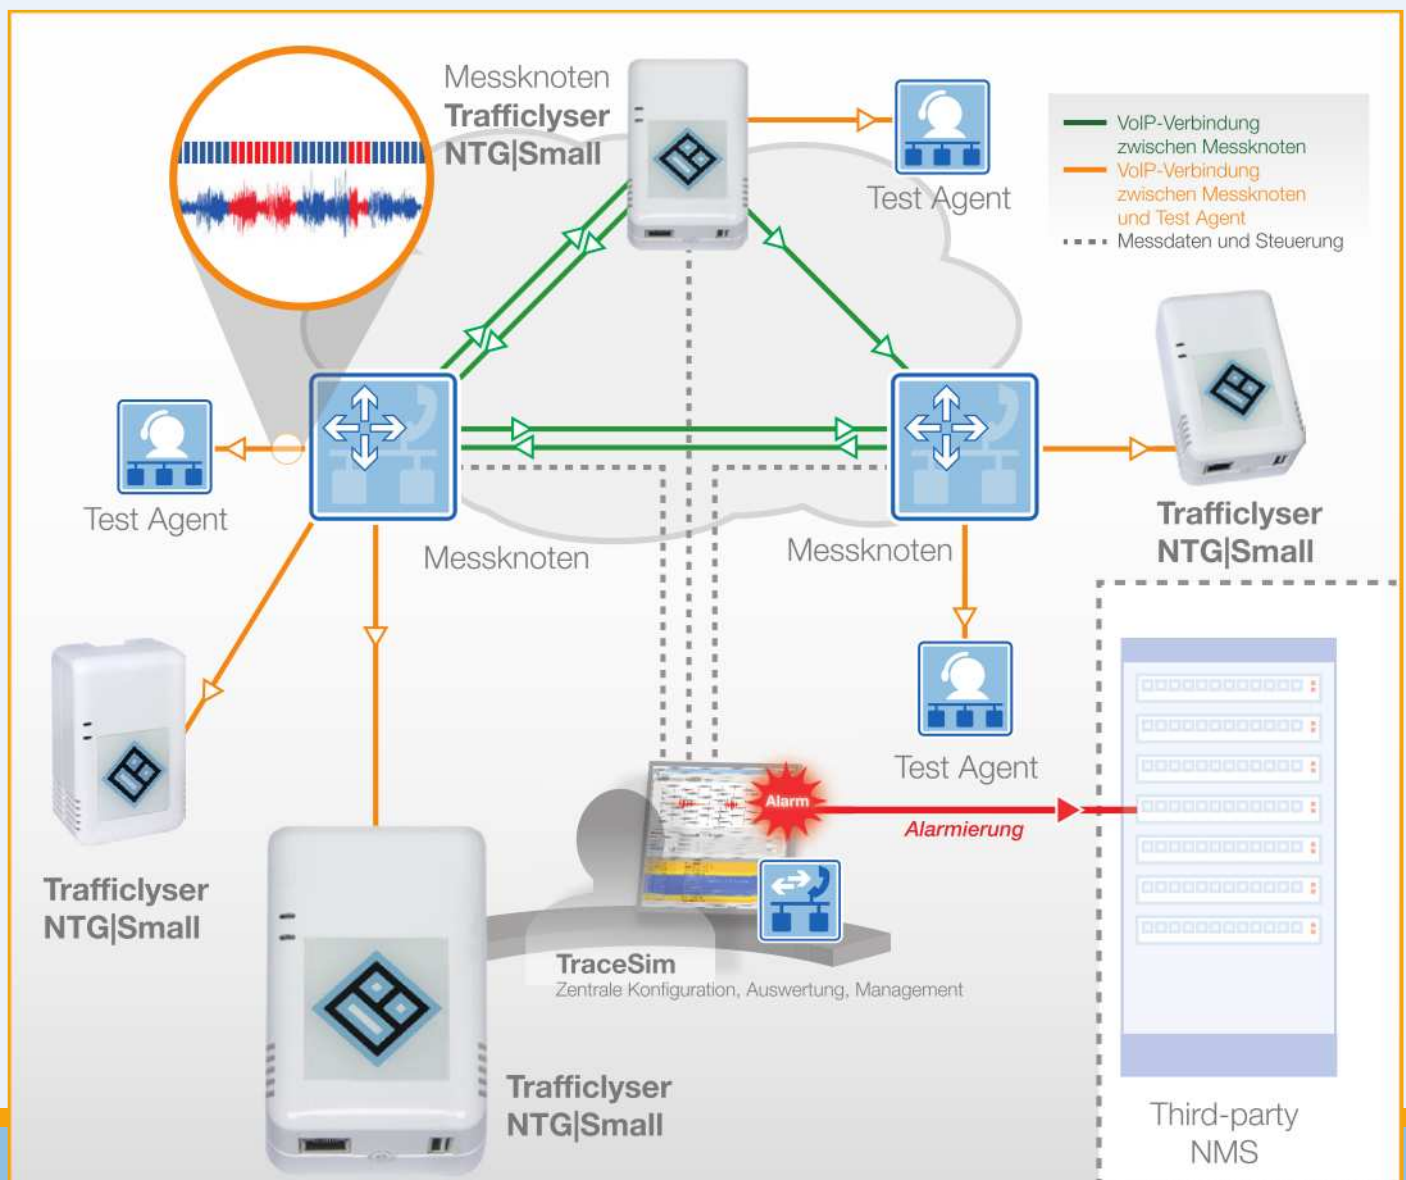 Messknoten
Trafficlyser
NTG|Small
Test Agent
VoIP-Verbindung
zwischen Messknoten
VoIP-Verbindung
zwischen Messknoten
und Test Agent
Messdaten und Steuerung
Test Agent
Messknoten
Messknoten
Trafficlyser
NTG|Small
Test Agent
Alarm
Alarmierung
Trafficlyser
NTG|Small
TraceSim
Zentrale Konfiguration, Auswertung, Management
Trafficlyser
NTG|Small
Third-party
NMS